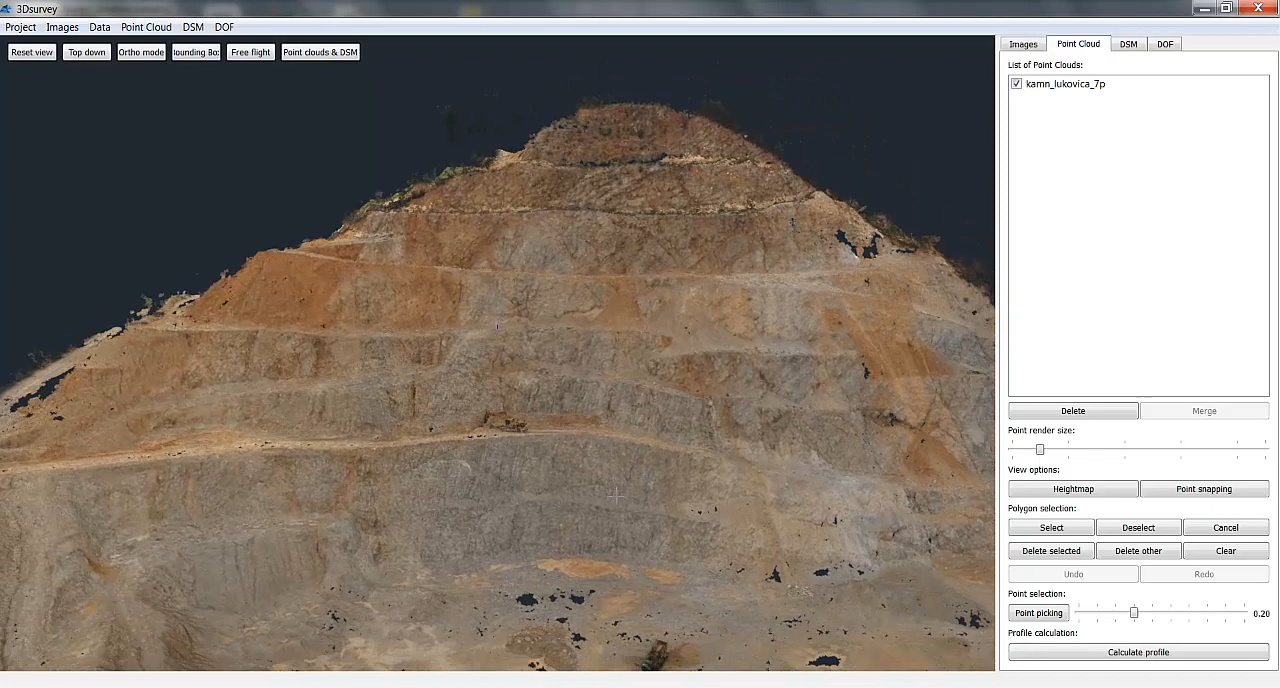 3Dsurvey
Project Images Data Point Cloud DSM DOF
Reset view Top down Ortho mode ounding Bo Free flight Point clouds & DSM
Images Point Cloud DSM DOF
List of Point Clouds:
kamn_lukovica_7p
Delete Merge
Point render size:
View options:
Heightmap Point snapping
Polygon selection:
Select Deselect Cancel
Delete selected Delete other Clear
Undo Redo
Point selection:
Point picking 0.20
Profile calculation:
Calculate profile